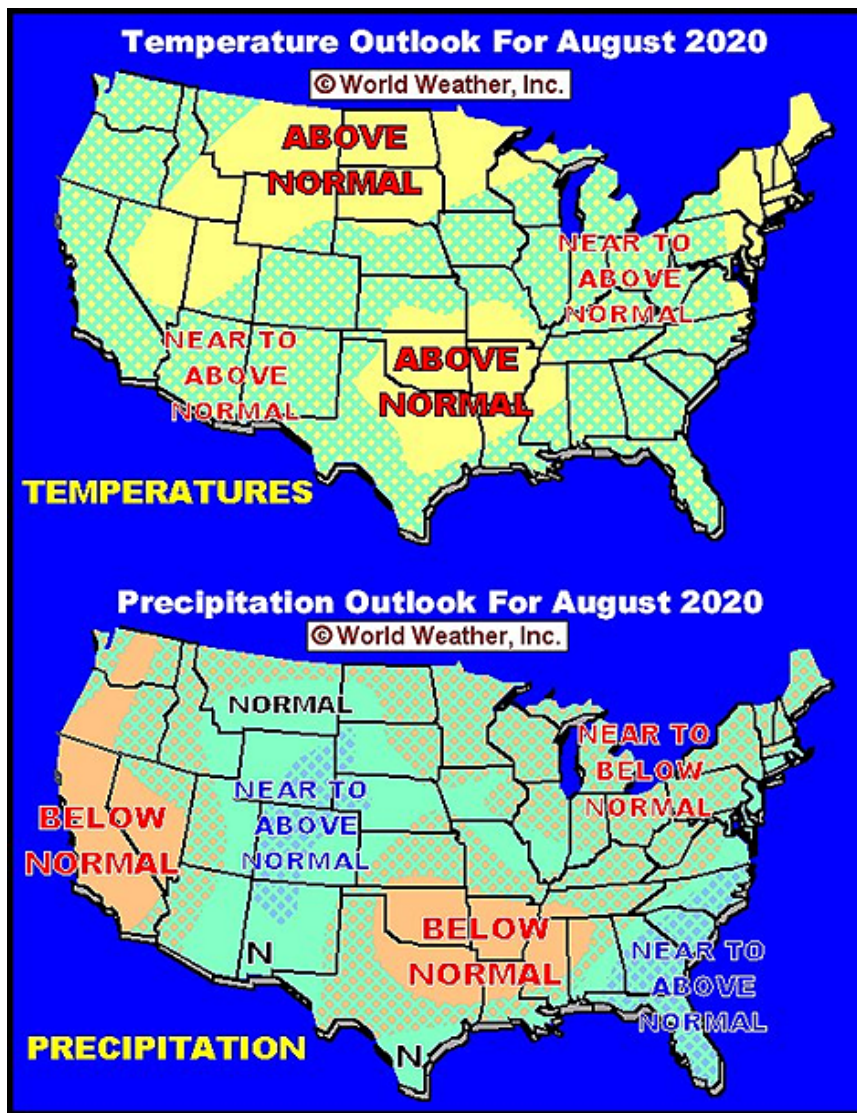 Temperature Outlook For August 2020
© World Weather, Inc.
ABOVE
NORMAL
NEAR TO
ABOVE
NORMAL
NEAR TO
ABOVE
NORMAL
ABOVE
NORMAL
TEMPERATURES
Precipitation Outlook For August 2020
© World Weather, Inc.
NORMAL
NEAR TO
BELOW
NORMAL
NEAR TO
ABOVE
NORMAL
BELOW
NORMAL
BELOW
NORMAL
N
NEAR TO
ABOVE
NORMAL
PRECIPITATION
N